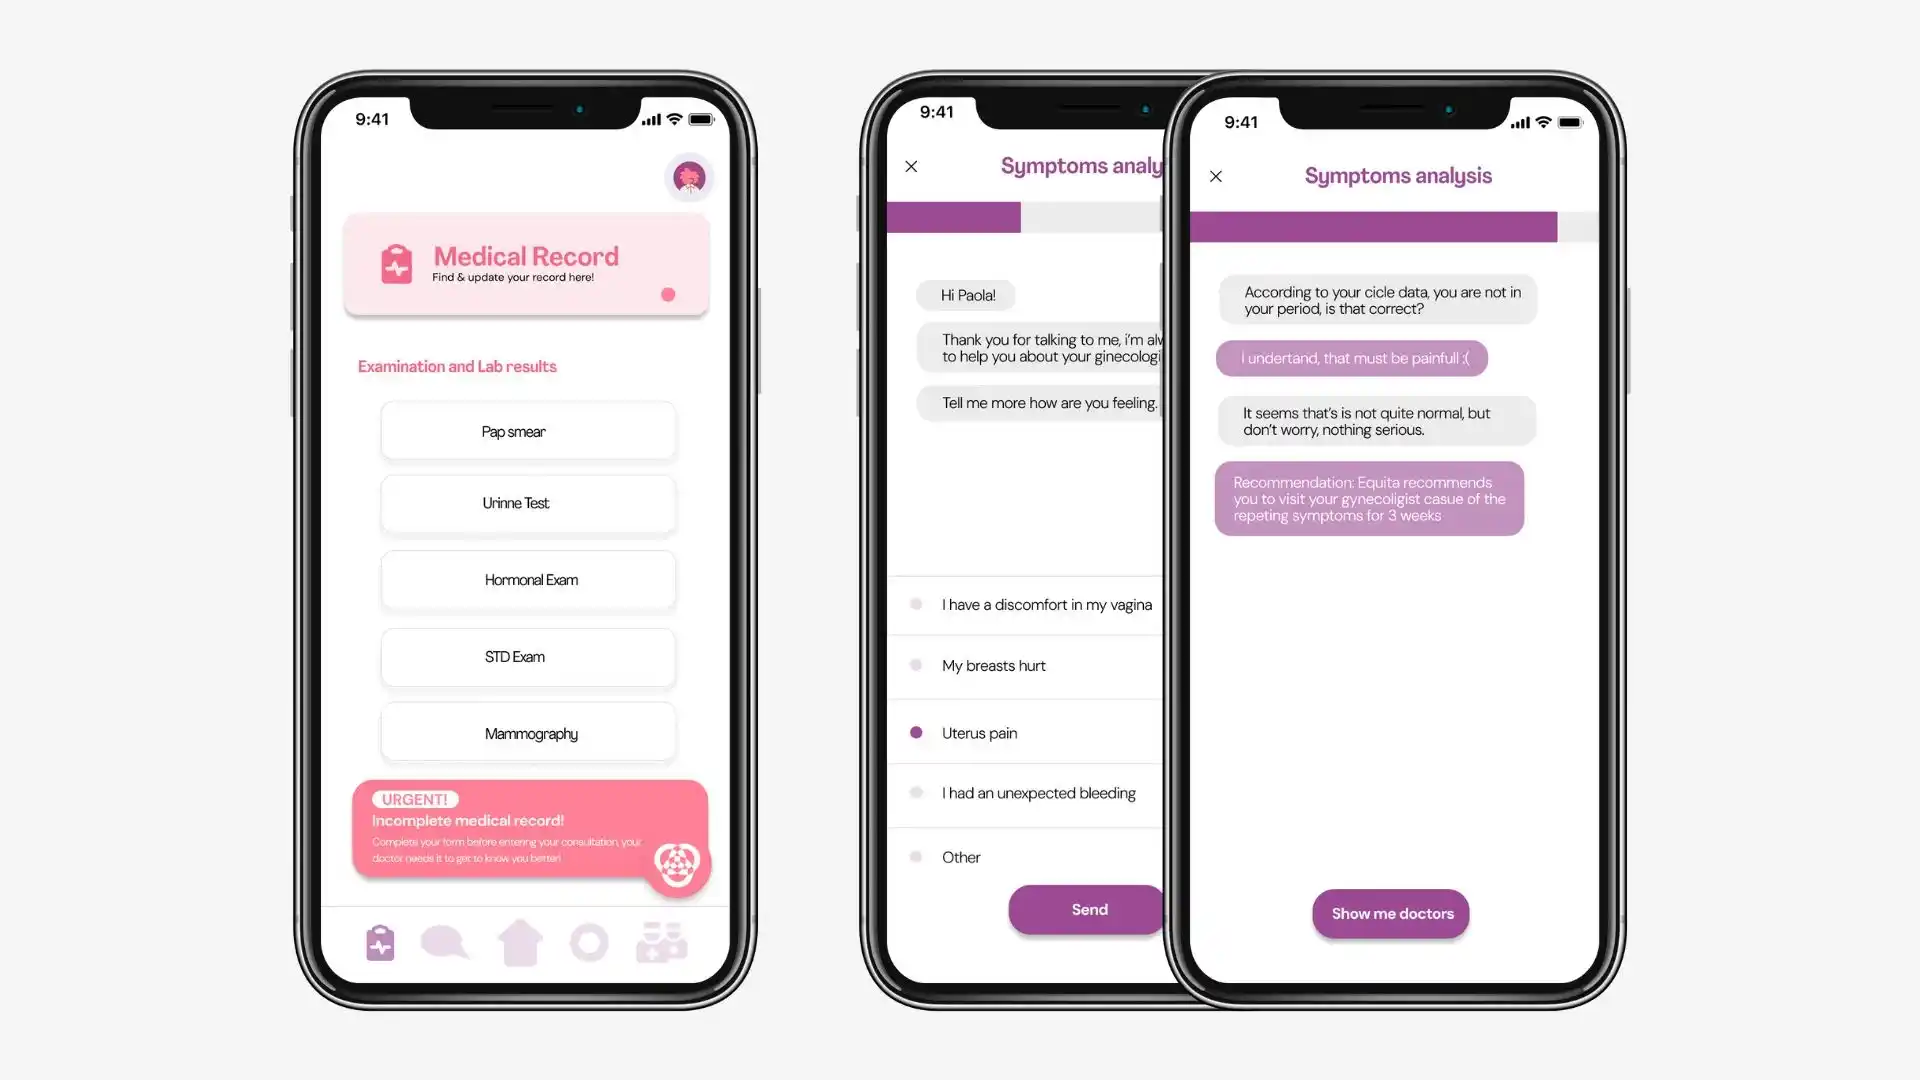 9:41
Medical Record
Find & update your record here!
Examination and Lab results
Pap smear
Urinne Test
Hormonal Exam
STD Exam
Mammography
URGENT!
Incomplete medical record!
Complete your form before entering your consultation, your
doctor needs it to get to know you better!
9:41
Symptoms analy
Hi Paola!
Thank you for talking to me, i'm alw
to help you about your ginecologi
Tell me more how are you feeling.
I have a discomfort in my vagina
My breasts hurt
Uterus pain
I had an unexpected bleeding
Other
Send
9:41
Symptoms analysis
According to your cicle data, you are not in
your period, is that correct?
I undertand, that must be painfull :(
It seems that's is not quite normal, but
don't worry, nothing serious.
Recommendation: Equita recommends
you to visit your gynecoligist casue of the
repeting symptoms for 3 weeks
Show me doctors